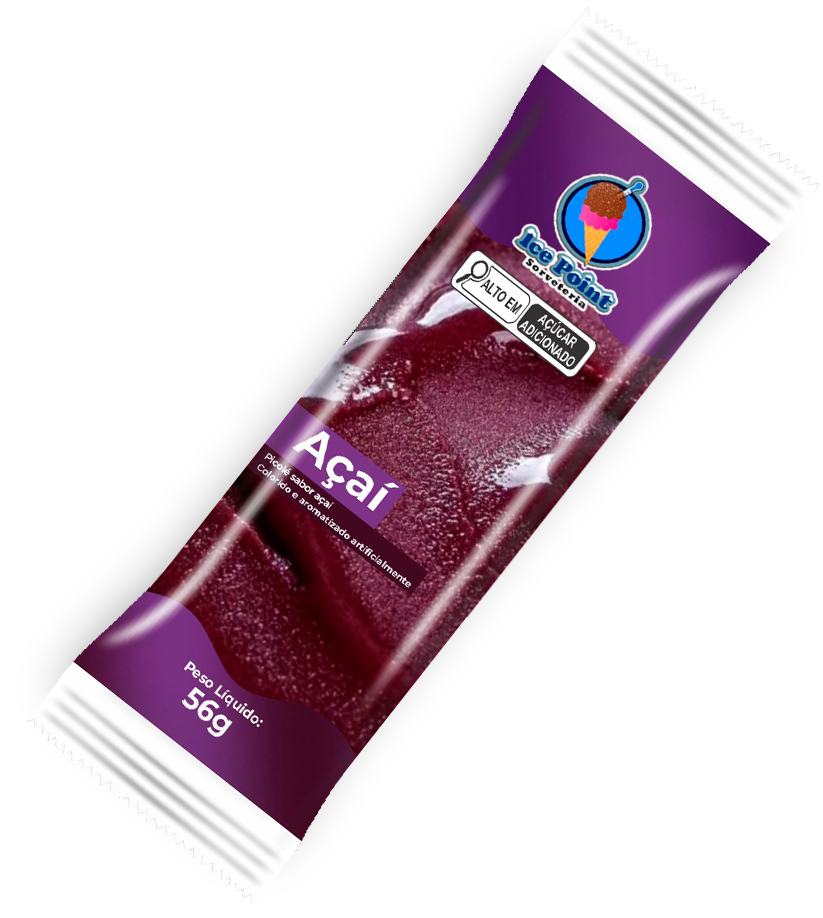 Ice Point
Sorveteria
ALTO EM
AÇÚCAR
ADICIONADO
Açaí
Picolé sabor açaí
Colorido e aromatizado artificialmente
Peso Líquido:
56g